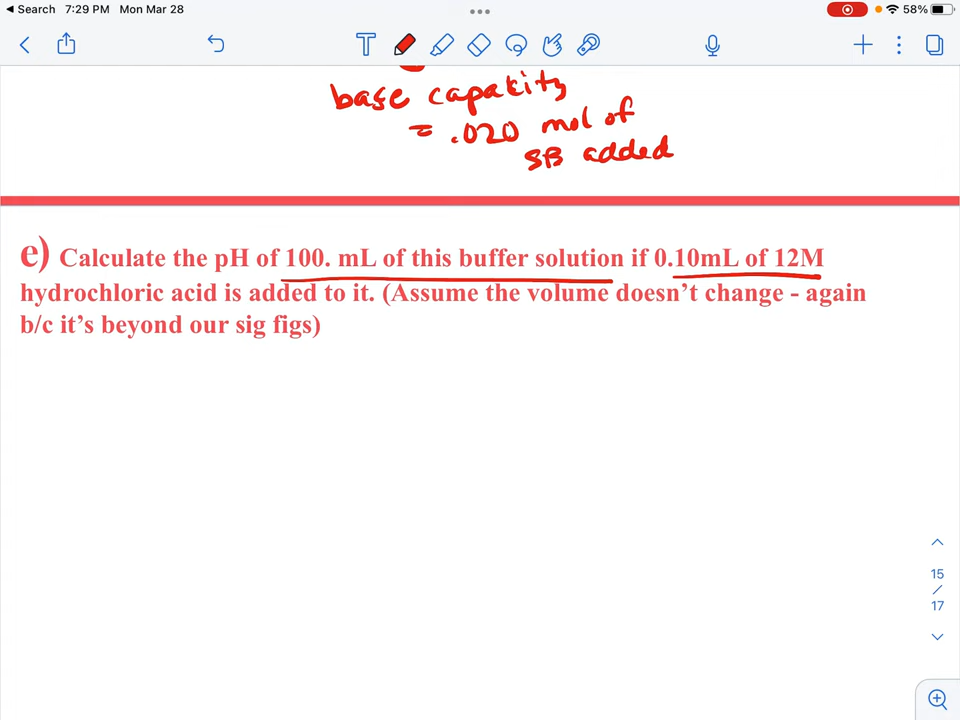 Search 7:29 PM Mon Mar 28 58%
base capakity
= .020 mol of
SB added
e) Calculate the pH of 100. mL of this buffer solution if 0.10mL of 12M
hydrochloric acid is added to it. (Assume the volume doesn’t change - again
b/c it’s beyond our sig figs)
15
/
17